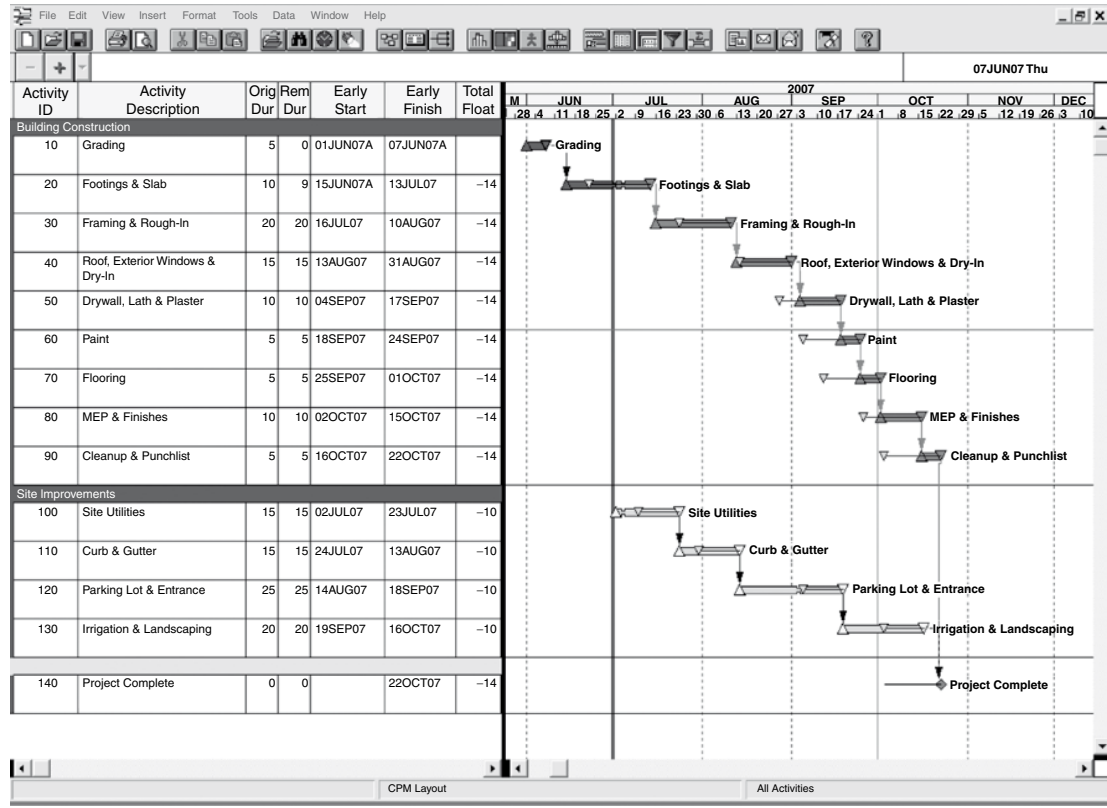 File Edit View Insert Format Tools Data Window Help
07JUN07 Thu
Activity ID Activity Description Orig Dur Rem Dur Early Start Early Finish Total Float
2007
M JUN JUL AUG SEP OCT NOV DEC
28 4 11 18 25 2 9 16 23 30 6 13 20 27 3 10 17 24 1 8 15 22 29 5 12 19 26 3 10
Building Construction
10 Grading 5 0 01JUN07A 07JUN07A Grading
20 Footings & Slab 10 9 15JUN07A 13JUL07 −14 Footings & Slab
30 Framing & Rough-In 20 20 16JUL07 10AUG07 −14 Framing & Rough-In
40 Roof, Exterior Windows & Dry-In 15 15 13AUG07 31AUG07 −14 Roof, Exterior Windows & Dry-In
50 Drywall, Lath & Plaster 10 10 04SEP07 17SEP07 −14 Drywall, Lath & Plaster
60 Paint 5 5 18SEP07 24SEP07 −14 Paint
70 Flooring 5 5 25SEP07 01OCT07 −14 Flooring
80 MEP & Finishes 10 10 02OCT07 15OCT07 −14 MEP & Finishes
90 Cleanup & Punchlist 5 5 16OCT07 22OCT07 −14 Cleanup & Punchlist
Site Improvements
100 Site Utilities 15 15 02JUL07 23JUL07 −10 Site Utilities
110 Curb & Gutter 15 15 24JUL07 13AUG07 −10 Curb & Gutter
120 Parking Lot & Entrance 25 25 14AUG07 18SEP07 −10 Parking Lot & Entrance
130 Irrigation & Landscaping 20 20 19SEP07 16OCT07 −10 Irrigation & Landscaping
140 Project Complete 0 0 22OCT07 −14 Project Complete
CPM Layout All Activities